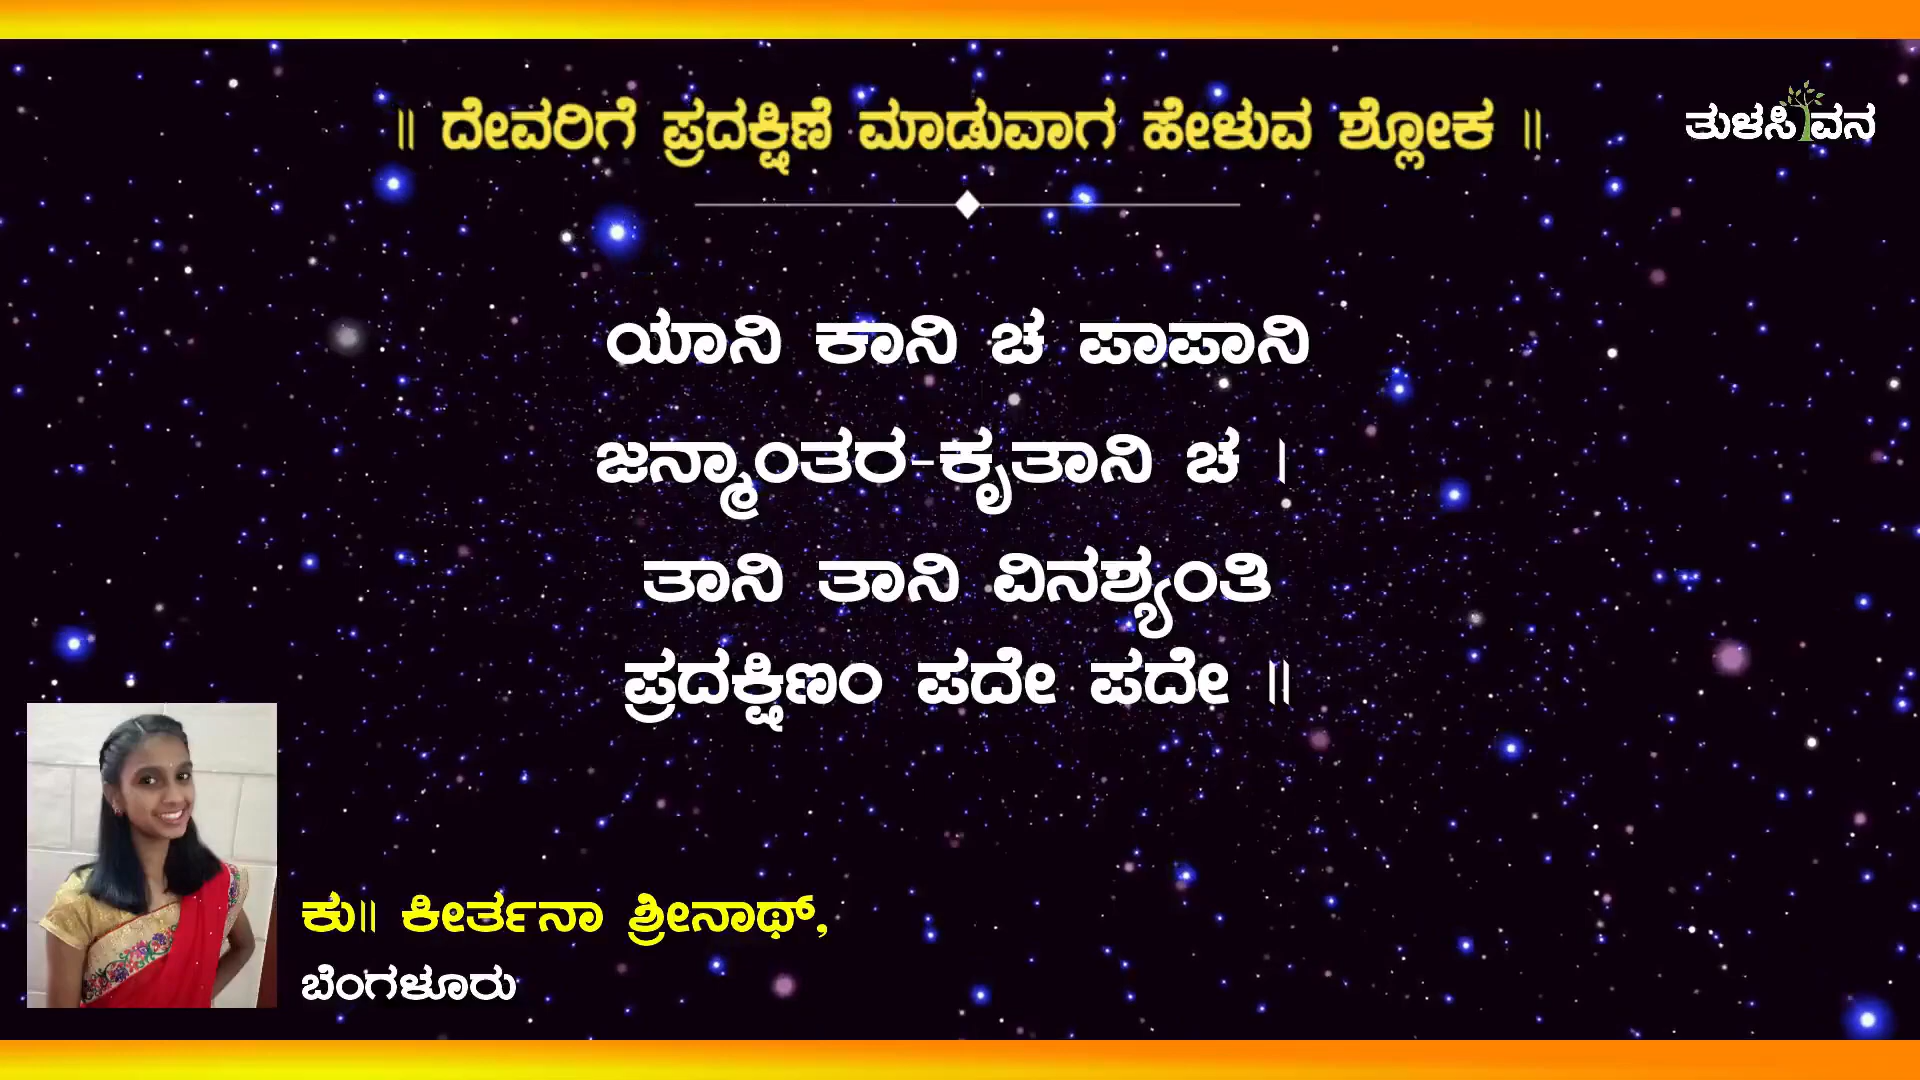 ॥ ದೇವರಿಗೆ ಪ್ರದಕ್ಷಿಣೆ ಮಾಡುವಾಗ ಹೇಳುವ ಶ್ಲೋಕ ॥
ತುಳಸಿವನ
ಯಾನಿ ಕಾನಿ ಚ ಪಾಪಾನಿ
ಜನ್ಮಾಂತರ-ಕೃತಾನಿ ಚ ।
ತಾನಿ ತಾನಿ ವಿನಶ್ಯಂತಿ
ಪ್ರದಕ್ಷಿಣಂ ಪದೇ ಪದೇ ॥
ಕು॥ ಕೀರ್ತನಾ ಶ್ರೀನಾಥ್,
ಬೆಂಗಳೂರು